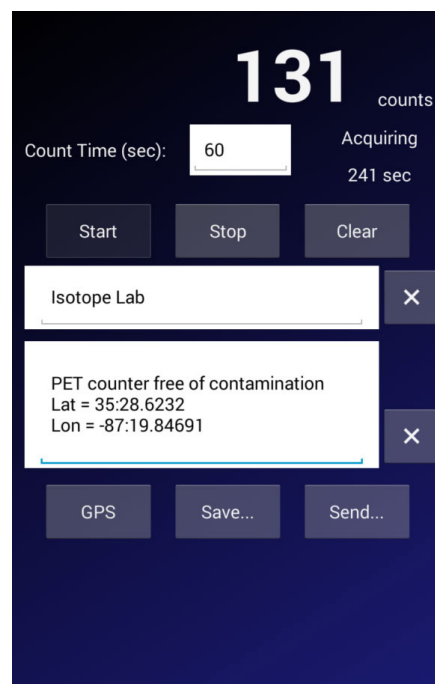 131
counts
Count Time (sec):
60
Acquiring
241 sec
Start
Stop
Clear
Isotope Lab
×
PET counter free of contamination
Lat = 35:28.6232
Lon = -87:19.84691
×
GPS
Save...
Send...